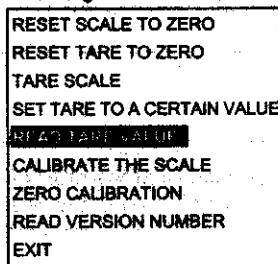 RESET SCALE TO ZERO
RESET TARE TO ZERO
TARE SCALE
SET TARE TO A CERTAIN VALUE
READ TARE VALUE
CALIBRATE THE SCALE
ZERO CALIBRATION
READ VERSION NUMBER
EXIT